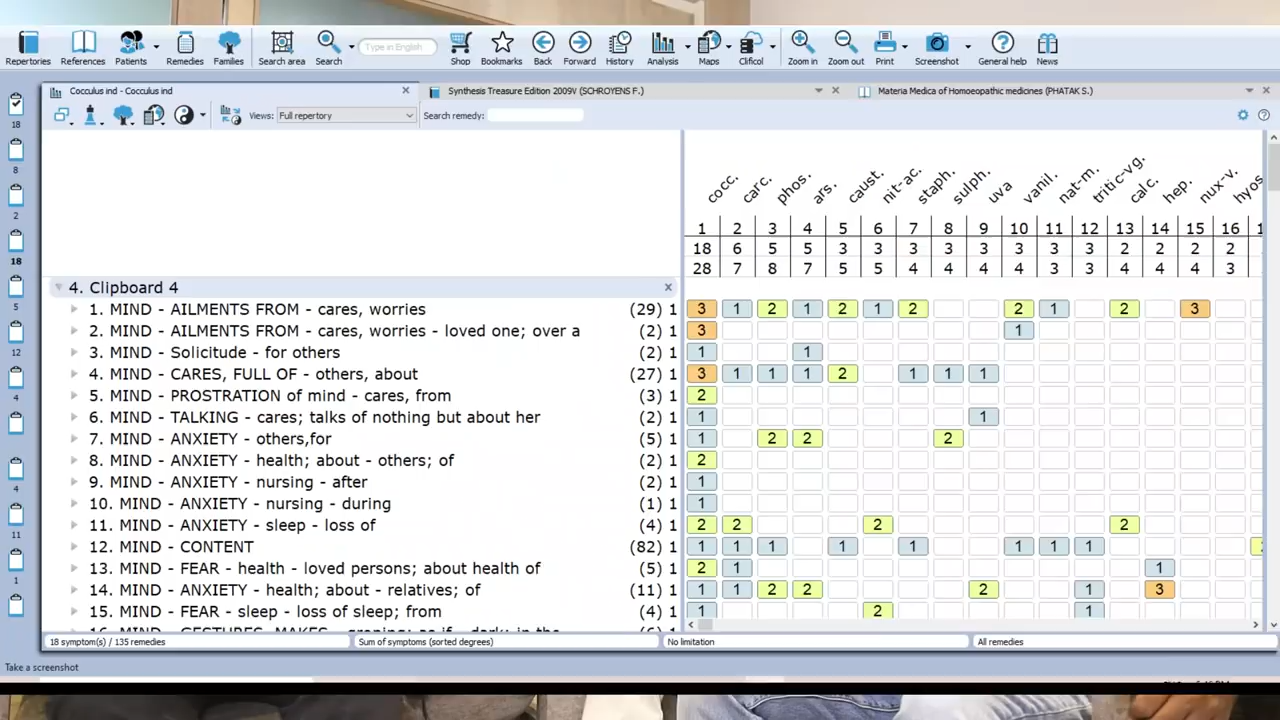 Repertories References Patients Remedies Families Search area Search Type in English Shop Bookmarks Back Forward History Analysis Maps Clificol Zoom in Zoom out Print Screenshot General help News
Cocculus ind - Cocculus ind
Synthesis Treasure Edition 2009V (SCHROYENS F.)
Materia Medica of Homoeopathic medicines (PHATAK S.)
Views: Full repertory Search remedy:
18
8
2
18
5
12
4
4
11
1
cocc. carc. phos. ars. caust. nit-ac. staph. sulph. uva vanil. nat-m. tritic-vg. calc. hep. nux-v. hyos
1 2 3 4 5 6 7 8 9 10 11 12 13 14 15 16 1
18 6 5 5 3 3 3 3 3 3 3 3 2 2 2 2
28 7 8 7 5 5 4 4 4 4 3 3 4 4 4 3
4. Clipboard 4
1. MIND - AILMENTS FROM - cares, worries (29) 1 3 1 2 1 2 1 2 2 1 2 3
2. MIND - AILMENTS FROM - cares, worries - loved one; over a (2) 1 3 1
3. MIND - Solicitude - for others (2) 1 1 1
4. MIND - CARES, FULL OF - others, about (27) 1 3 1 1 1 2 1 1 1
5. MIND - PROSTRATION of mind - cares, from (3) 1 2
6. MIND - TALKING - cares; talks of nothing but about her (2) 1 1 1
7. MIND - ANXIETY - others,for (5) 1 1 2 2 2
8. MIND - ANXIETY - health; about - others; of (2) 1 2
9. MIND - ANXIETY - nursing - after (2) 1 1
10. MIND - ANXIETY - nursing - during (1) 1 1
11. MIND - ANXIETY - sleep - loss of (4) 1 2 2 2 2
12. MIND - CONTENT (82) 1 1 1 1 1 1 1 1 1
13. MIND - FEAR - health - loved persons; about health of (5) 1 2 1 1
14. MIND - ANXIETY - health; about - relatives; of (11) 1 1 1 2 2 2 1 3
15. MIND - FEAR - sleep - loss of sleep; from (4) 1 1 2 1
18 symptom(s) / 135 remedies Sum of symptoms (sorted degrees) No limitation All remedies
Take a screenshot